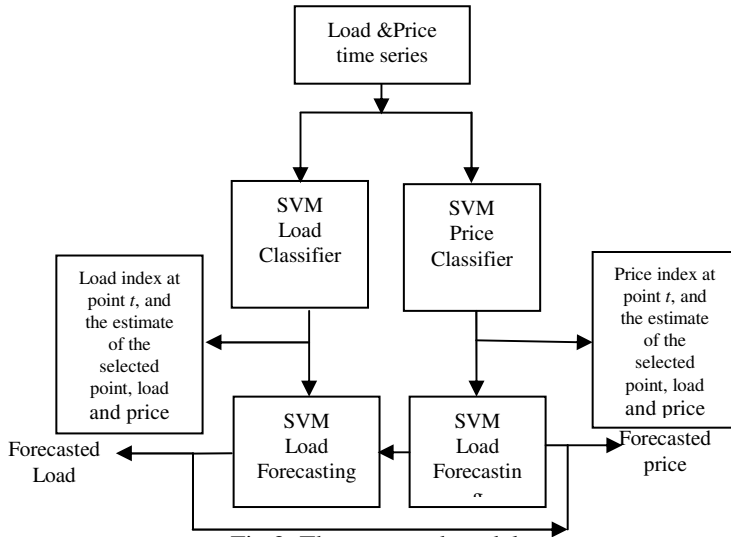 Load &Price
time series
SVM
Load
Classifier
SVM
Price
Classifier
Load index at
point t, and
the estimate
of the
selected
point, load
and price
Price index at
point t, and
the estimate
of the
selected
point, load
and price
SVM
Load
Forecasting
SVM
Load
Forecastin
Forecasted
Load
Forecasted
price